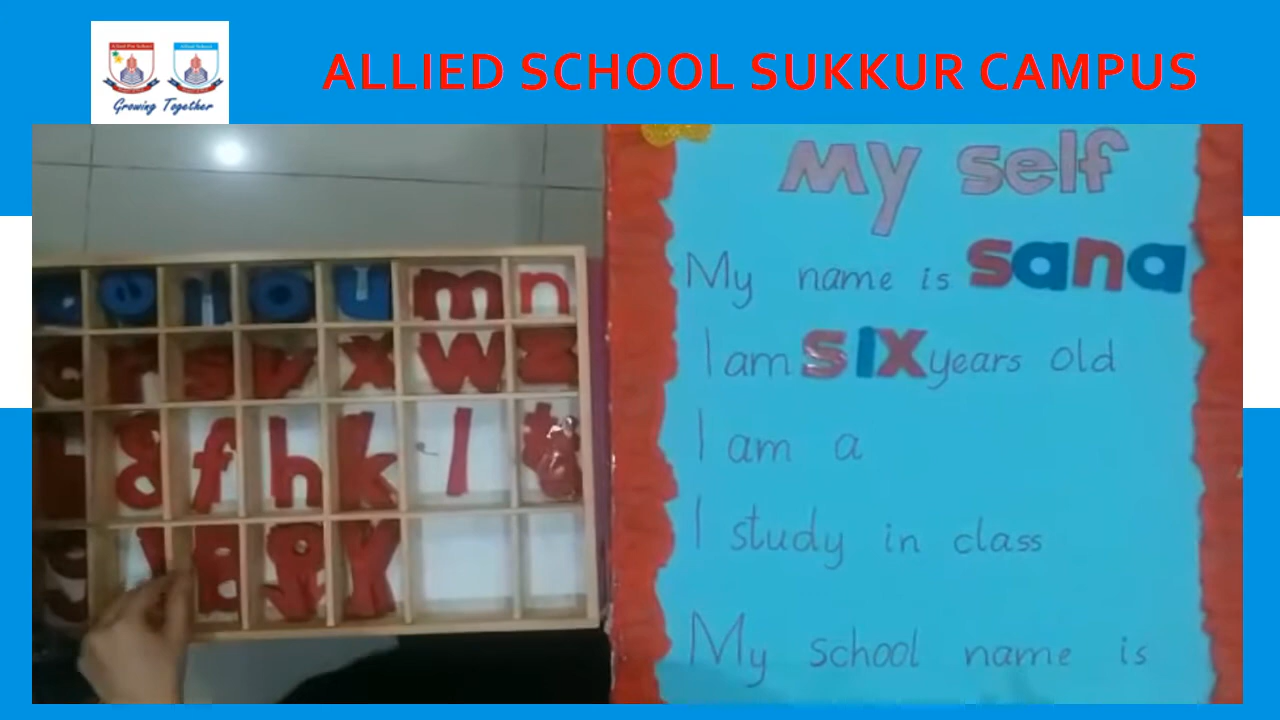 ALLIED SCHOOL SUKKUR CAMPUS
Growing Together
My self
My name is sana
I am six years old
I am a
I study in class
My school name is
e i o u m n
r s v x w z
f h k l